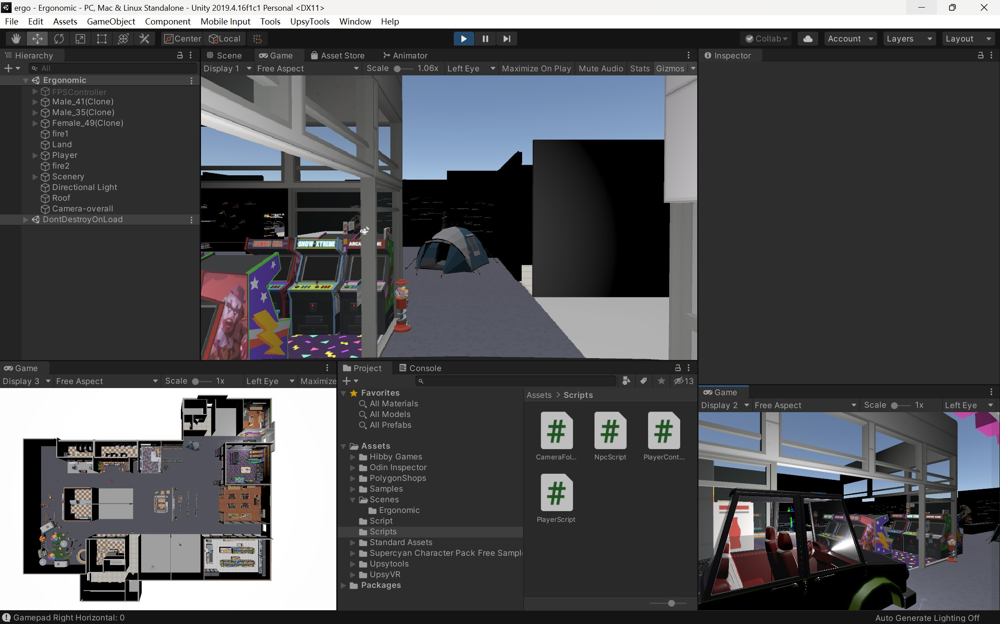 ergo - Ergonomic - PC, Mac & Linux Standalone - Unity 2019.4.16f1c1 Personal <DX11>
File Edit Assets GameObject Component Mobile Input Tools UpsyTools Window Help
Center Local Collab Account Layers Layout
Hierarchy
All
Ergonomic
FPSController
Male_41(Clone)
Male_35(Clone)
Female_49(Clone)
fire1
Land
Player
fire2
Scenery
Directional Light
Roof
Camera-overall
DontDestroyOnLoad
Scene Game Asset Store Animator
Display 1 Free Aspect Scale 1.06x Left Eye Maximize On Play Mute Audio Stats Gizmos
ZOMBIE KILL SNOW XTREME
Inspector
Game
Display 3 Free Aspect Scale 1x Left Eye Maximize
Project Console
13
Favorites
All Materials
All Models
All Prefabs
Assets
Hibby Games
Odin Inspector
PolygonShops
Samples
Scenes
Ergonomic
Script
Scripts
Standard Assets
Supercyan Character Pack Free Sampl
Upsytools
UpsyVR
Packages
Assets > Scripts
CameraFol... NpcScript PlayerCont...
PlayerScript
Game
Display 2 Free Aspect Scale 1x Left Eye
Gamepad Right Horizontal: 0
Auto Generate Lighting Off